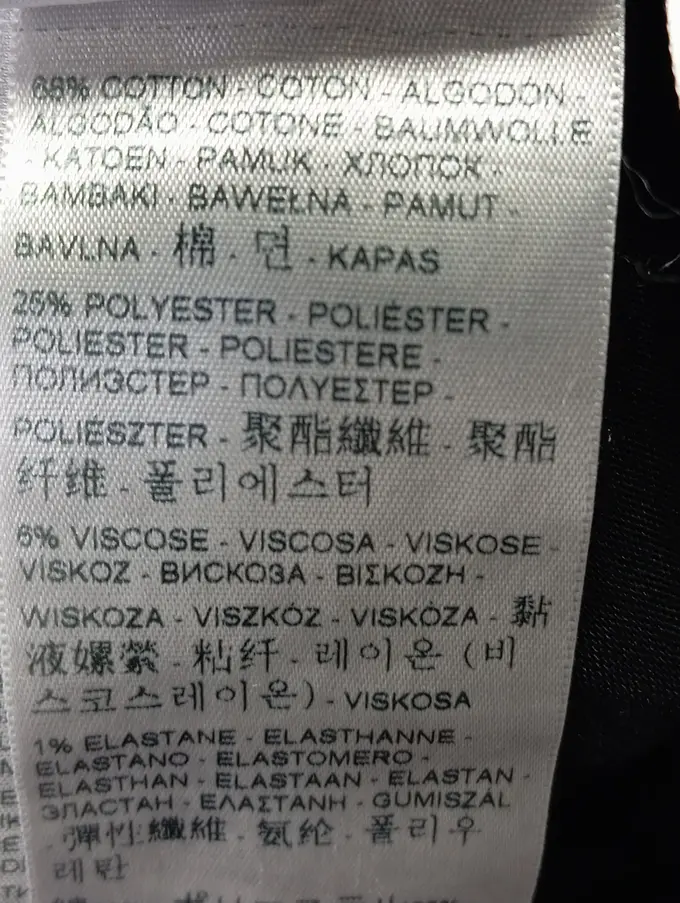 68% COTTON - COTON - ALGODÓN -
ALGODÃO - COTONE - BAUMWOLLE
- KATOEN - PAMUK - ХЛОПОК -
BAMBAKI - BAWEŁNA - PAMUT -
BAVLNA - 棉 - 면 - KAPAS
25% POLYESTER - POLIÉSTER -
POLIESTER - POLIESTERE -
ПОЛИЭСТЕР - ΠΟΛΥΕΣΤΕΡ -
POLIÉSZTER - 聚酯纖維 - 聚酯
纤维 - 폴리에스터
6% VISCOSE - VISCOSA - VISKOSE -
VİSKOZ - ВИСКОЗА - ΒΙΣΚΟΖΗ -
WISKOZA - VISZKÓZ - VISKÓZA - 黏
液嫘縈 - 粘纤 - 레이온 (비
스코스레이온) - VISKOSA
1% ELASTANE - ELASTHANNE -
ELASTANO - ELASTOMERO -
ELASTHAN - ELASTAAN - ELASTAN -
ЭЛАСТАН - ΕΛΑΣΤΑΝΗ - GUMISZÁL
- 彈性纖維 - 氨纶 - 폴리우
레탄